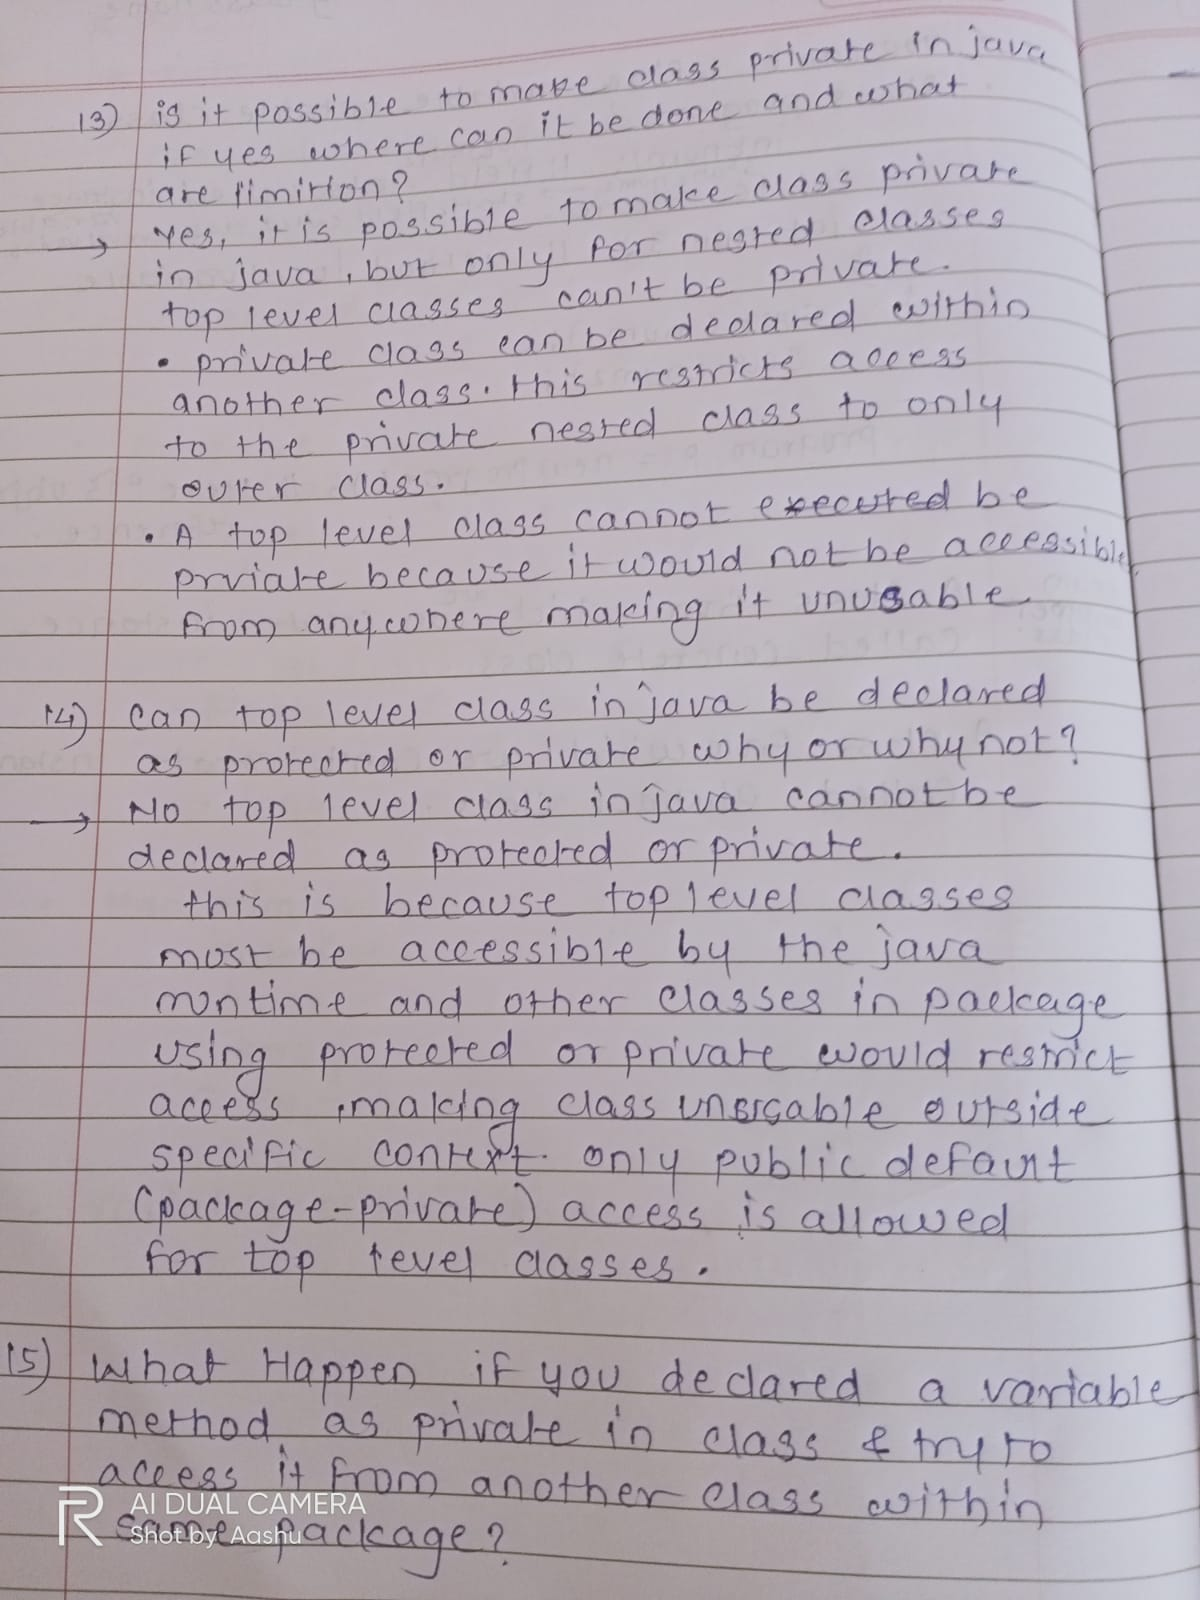 13) is it possible to make class private in java
if yes where can it be done and what
are limition?
→ yes, it is possible to make class private
in java, but only for nested classes
top level classes can't be private.
• private class can be declared within
another class. this restricts access
to the private nested class to only
outer class.
• A top level class cannot executed be
prviate because it would not be accessible
from anywhere making it unusable.
14) can top level class in java be declared
as protected or private why or why not?
→ No top level class in java cannot be
declared as protected or private.
this is because top level classes
must be accessible by the java
runtime and other classes in package
using protected or private would restrict
access, making class unusable outside
specific context. only public default
(package-private) access is allowed
for top level classes.
15) What Happen if you declared a variable
method as private in class & try to
access it from another class within
same package?
AI DUAL CAMERA
Shot by Aashu